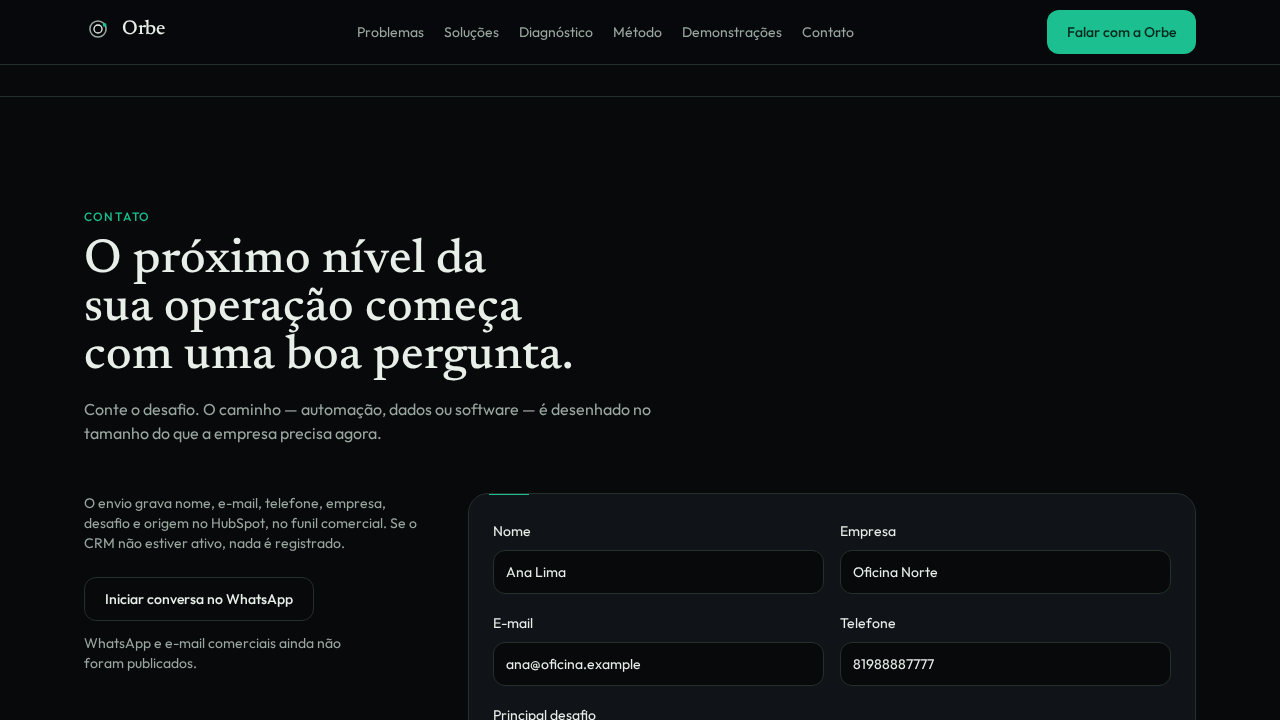 Orbe
Problemas
Soluções
Diagnóstico
Método
Demonstrações
Contato
Falar com a Orbe
CONTATO
O próximo nível da
sua operação começa
com uma boa pergunta.
Conte o desafio. O caminho — automação, dados ou software — é desenhado no
tamanho do que a empresa precisa agora.
O envio grava nome, e-mail, telefone, empresa,
desafio e origem no HubSpot, no funil comercial. Se o
CRM não estiver ativo, nada é registrado.
Iniciar conversa no WhatsApp
WhatsApp e e-mail comerciais ainda não
foram publicados.
Nome
Empresa
Ana Lima
Oficina Norte
E-mail
Telefone
ana@oficina.example
81988887777
Principal desafio